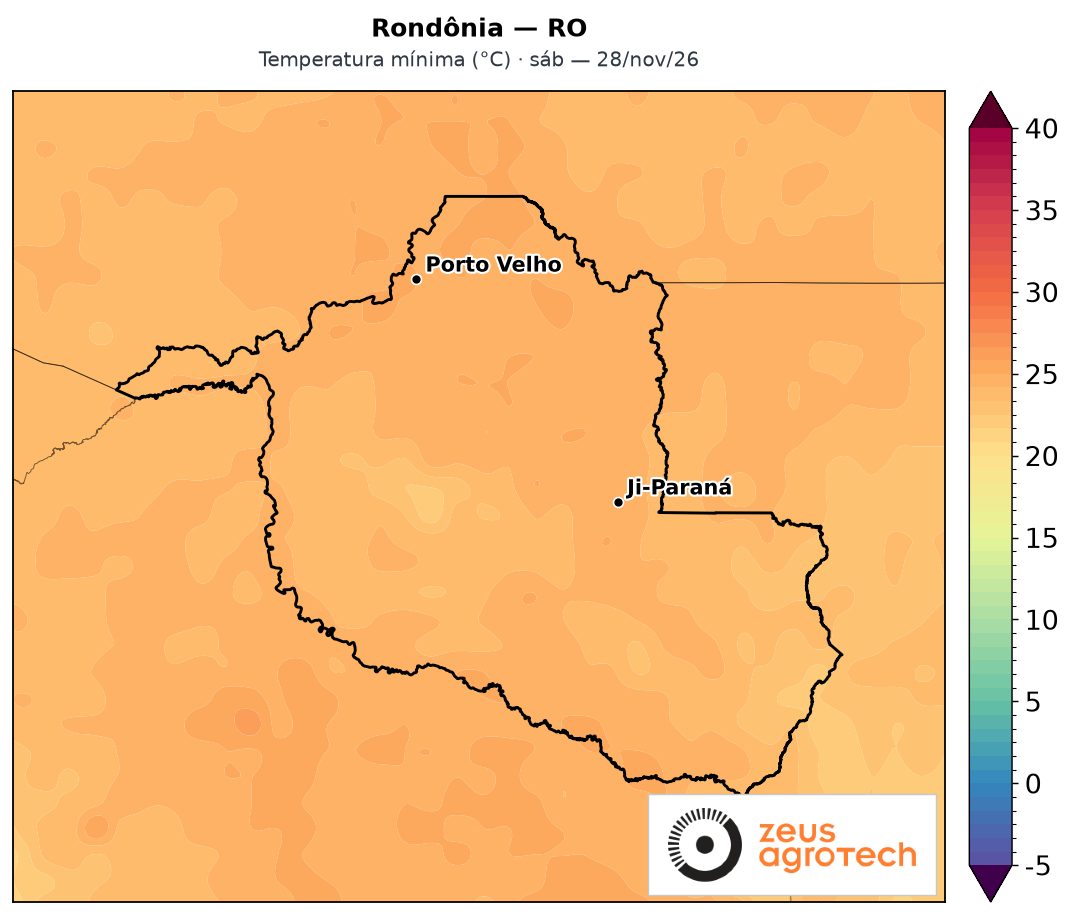 Rondônia — RO
Temperatura mínima (°C) · sáb — 28/nov/26
Porto Velho
Ji-Paraná
40
35
30
25
20
15
10
5
0
-5
zeus
agrotech